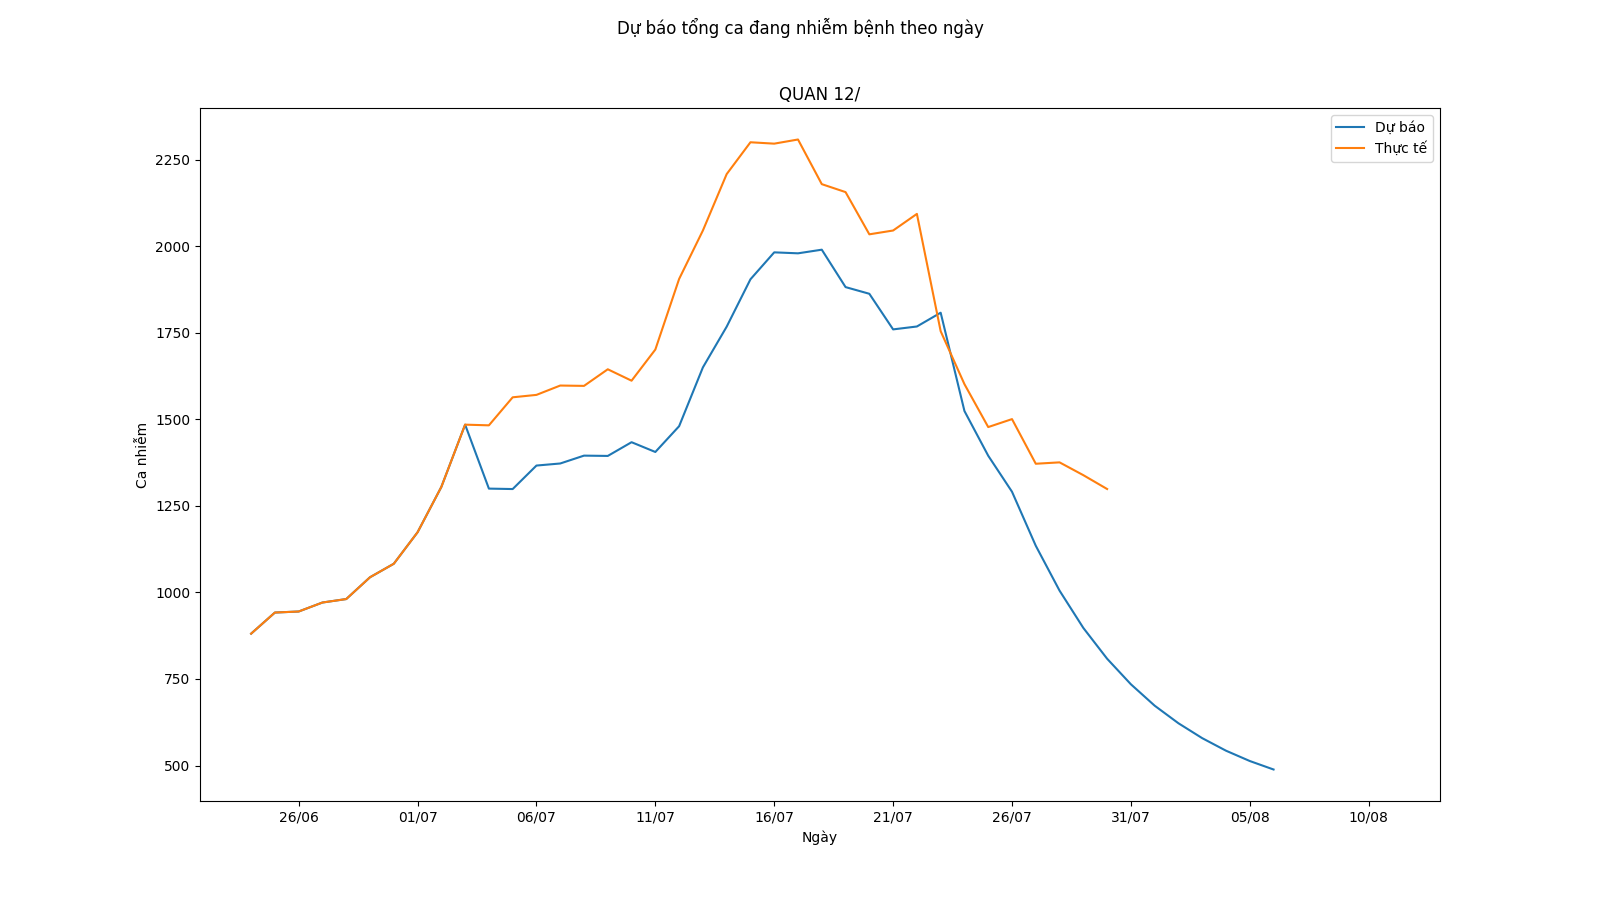 Dự báo tổng ca đang nhiễm bệnh theo ngày
QUAN 12/
Dự báo
Thực tế
2250
2000
1750
1500
1250
1000
750
500
Ca nhiễm
26/06 01/07 06/07 11/07 16/07 21/07 26/07 31/07 05/08 10/08
Ngày